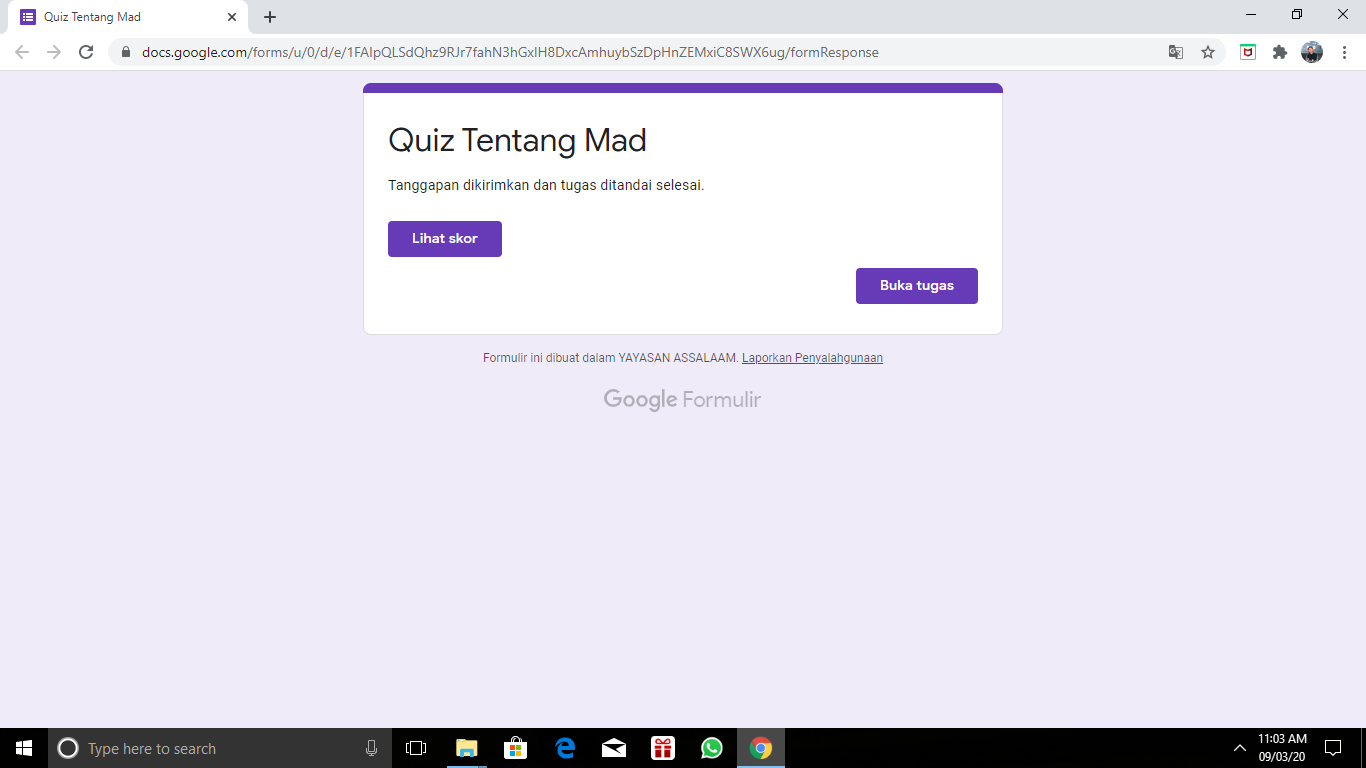 Quiz Tentang Mad
docs.google.com/forms/u/0/d/e/1FAIpQLSdQhz9RJr7fahN3hGxIH8DxcAmhuybSzDpHnZEMxiC8SWX6ug/formResponse
Quiz Tentang Mad
Tanggapan dikirimkan dan tugas ditandai selesai.
Lihat skor
Buka tugas
Formulir ini dibuat dalam YAYASAN ASSALAAM. Laporkan Penyalahgunaan
Google Formulir
Type here to search
11:03 AM
09/03/20